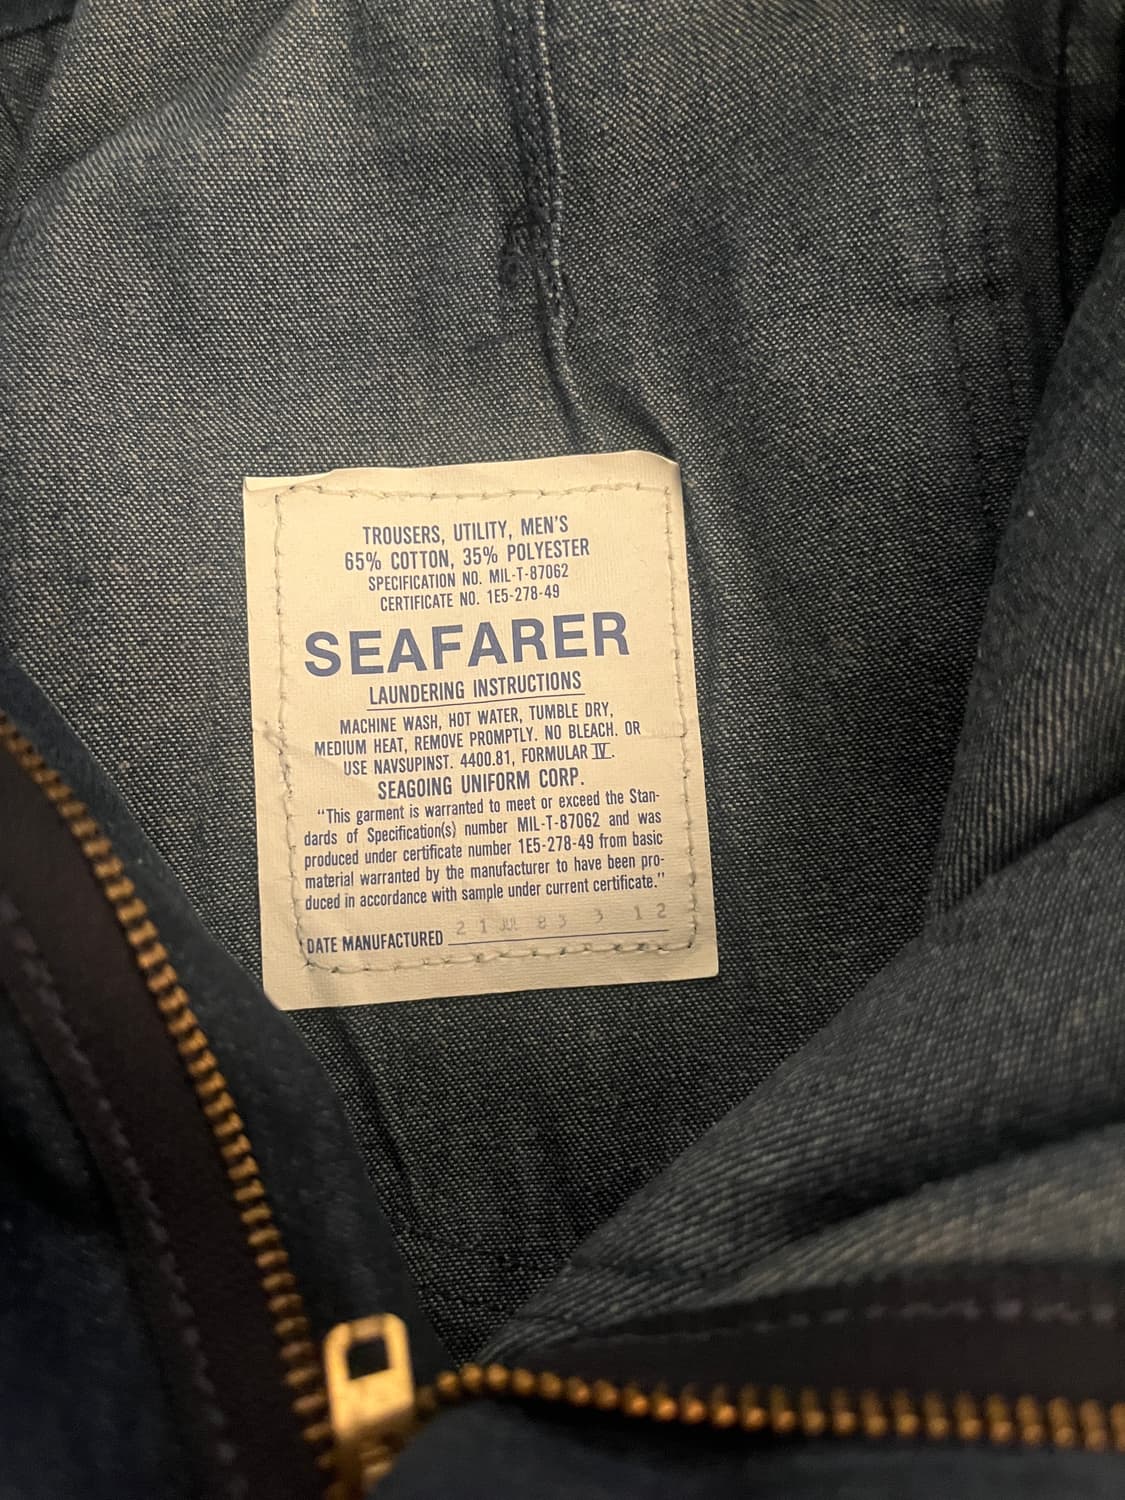 TROUSERS, UTILITY, MEN'S
65% COTTON, 35% POLYESTER
SPECIFICATION NO. MIL-T-87062
CERTIFICATE NO. 1E5-278-49
SEAFARER
LAUNDERING INSTRUCTIONS
MACHINE WASH, HOT WATER, TUMBLE DRY,
MEDIUM HEAT, REMOVE PROMPTLY. NO BLEACH. OR
USE NAVSUPINST. 4400.81, FORMULAR IV.
SEAGOING UNIFORM CORP.
"This garment is warranted to meet or exceed the Stan-
dards of Specification(s) number MIL-T-87062 and was
produced under certificate number 1E5-278-49 from basic
material warranted by the manufacturer to have been pro-
duced in accordance with sample under current certificate."
DATE MANUFACTURED 21 83 3 12